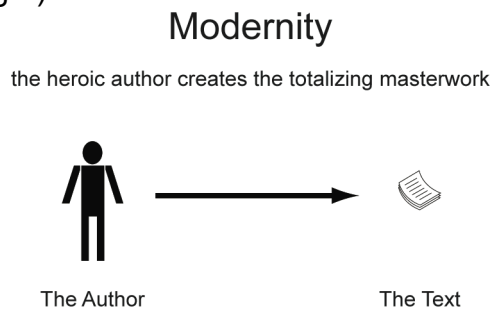 Modernity
the heroic author creates the totalizing masterwork
The Author
The Text